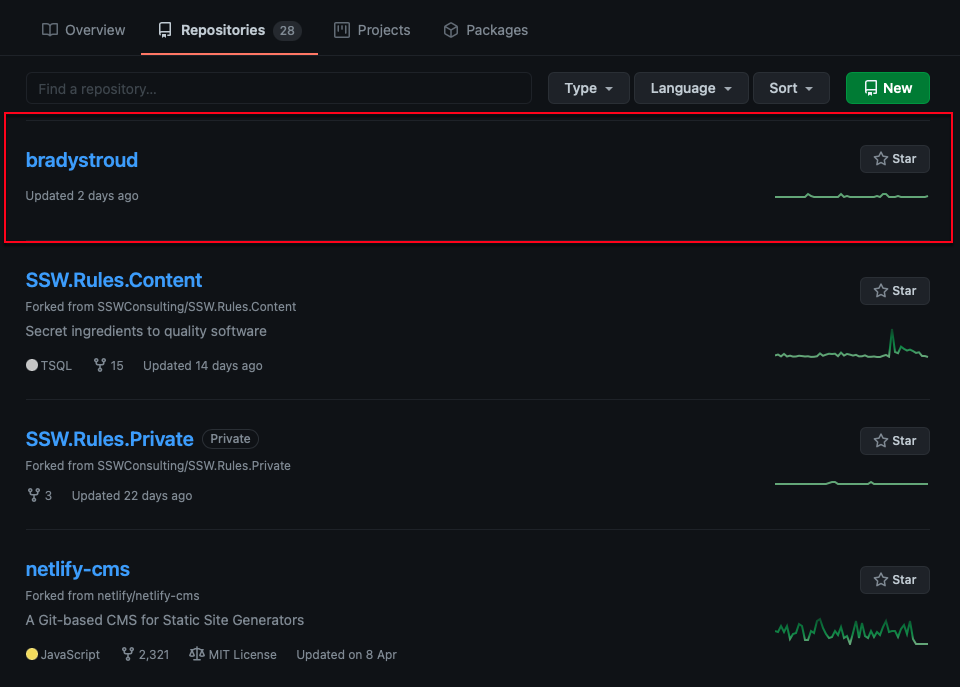 Overview Repositories 28 Projects Packages
Find a repository... Type Language Sort New
bradystroud Star
Updated 2 days ago
SSW.Rules.Content Star
Forked from SSWConsulting/SSW.Rules.Content
Secret ingredients to quality software
TSQL 15 Updated 14 days ago
SSW.Rules.Private Private Star
Forked from SSWConsulting/SSW.Rules.Private
3 Updated 22 days ago
netlify-cms Star
Forked from netlify/netlify-cms
A Git-based CMS for Static Site Generators
JavaScript 2,321 MIT License Updated on 8 Apr